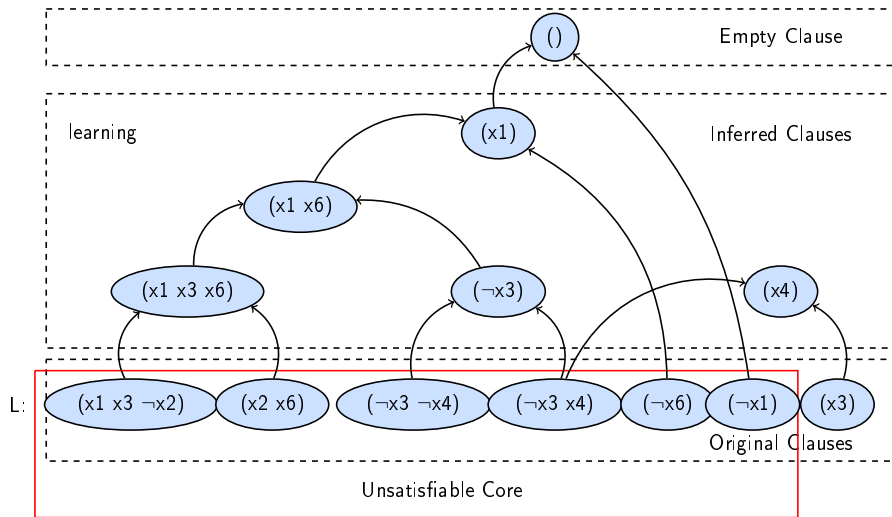 ()
Empty Clause
learning
(x1)
Inferred Clauses
(x1 x6)
(x1 x3 x6)
(¬x3)
(x4)
L:
(x1 x3 ¬x2)
(x2 x6)
(¬x3 ¬x4)
(¬x3 x4)
(¬x6)
(¬x1)
(x3)
Original Clauses
Unsatisfiable Core